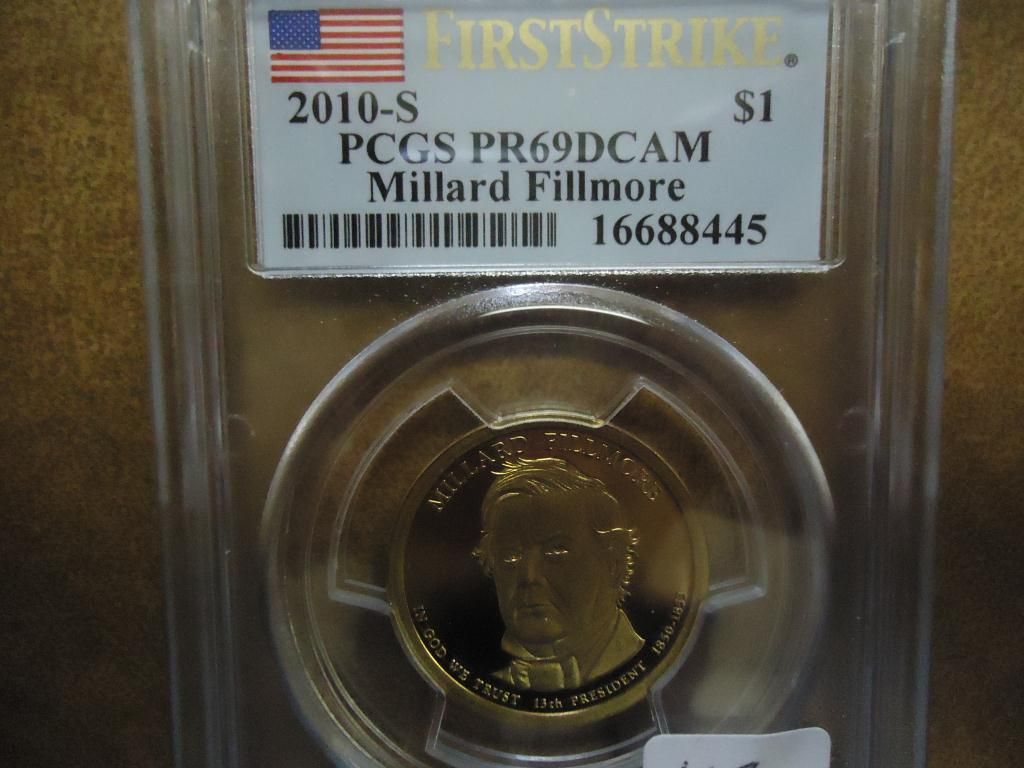 FIRSTSTRIKE®
2010-S $1
PCGS PR69DCAM
Millard Fillmore
16688445
MILLARD FILLMORE
IN GOD WE TRUST 13th PRESIDENT 1850-1853